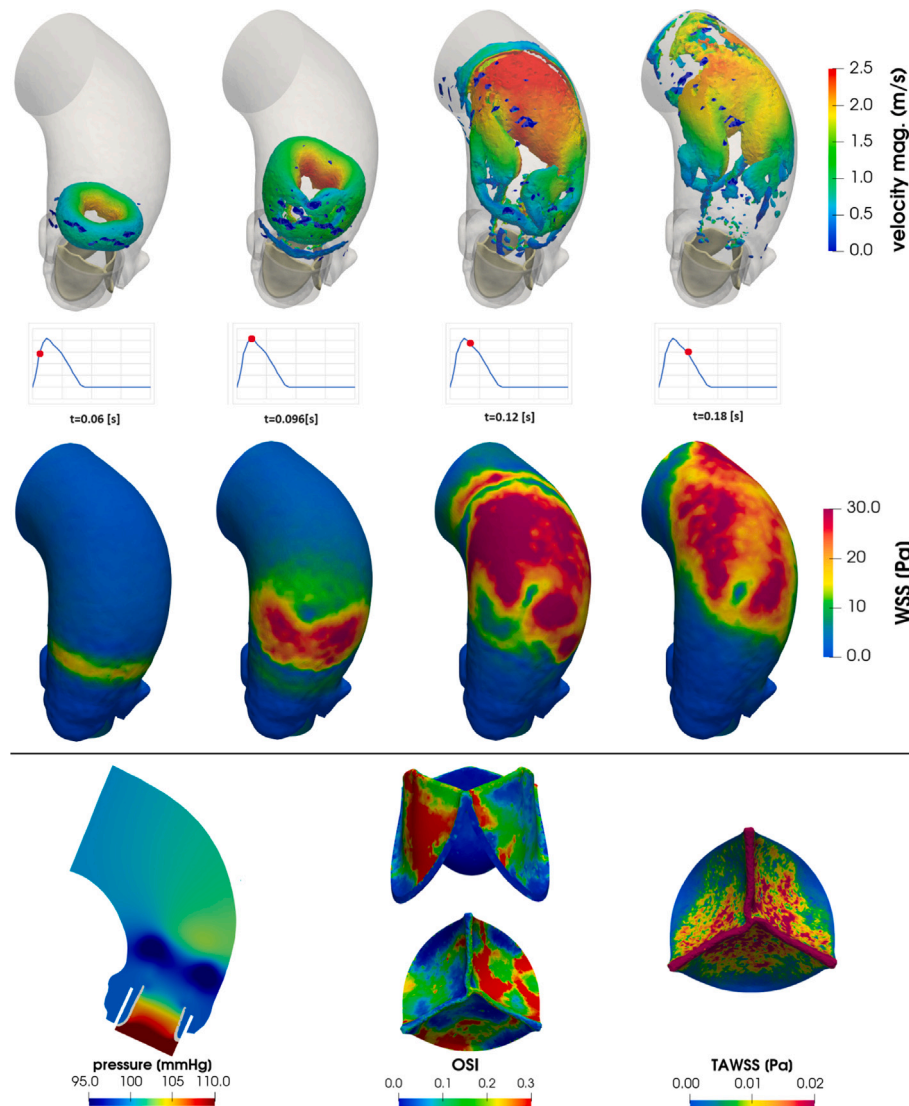 2.5
2.0
1.5
1.0
0.5
0.0
velocity mag. (m/s)
t=0.06 [s]
t=0.096[s]
t=0.12 [s]
t=0.18 [s]
30.0
20
10
0.0
WSS (Pa)
pressure (mmHg)
95.0 100 105 110.0
OSI
0.0 0.1 0.2 0.3
TAWSS (Pa)
0.00 0.01 0.02